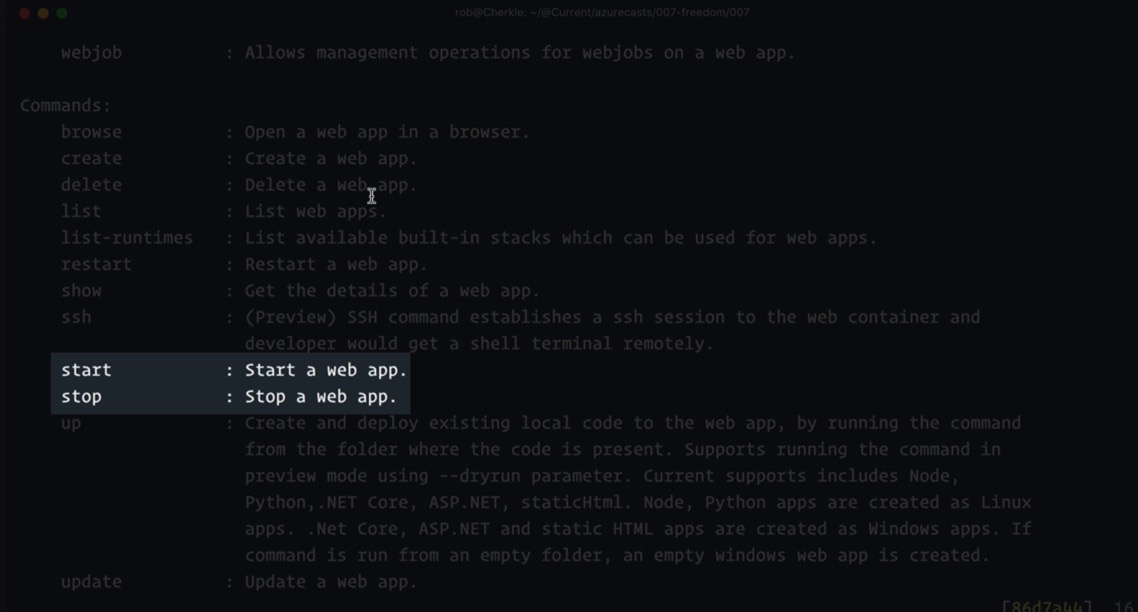 rob@Cherkle: ~/@Current/azurecasts/007-freedom/007
webjob : Allows management operations for webjobs on a web app.
Commands:
browse : Open a web app in a browser.
create : Create a web app.
delete : Delete a web app.
list : List web apps.
list-runtimes : List available built-in stacks which can be used for web apps.
restart : Restart a web app.
show : Get the details of a web app.
ssh : (Preview) SSH command establishes a ssh session to the web container and
developer would get a shell terminal remotely.
start : Start a web app.
stop : Stop a web app.
up : Create and deploy existing local code to the web app, by running the command
from the folder where the code is present. Supports running the command in
preview mode using --dryrun parameter. Current supports includes Node,
Python,.NET Core, ASP.NET, staticHtml. Node, Python apps are created as Linux
apps. .Net Core, ASP.NET and static HTML apps are created as Windows apps. If
command is run from an empty folder, an empty windows web app is created.
update : Update a web app.
[86d7a44] 16